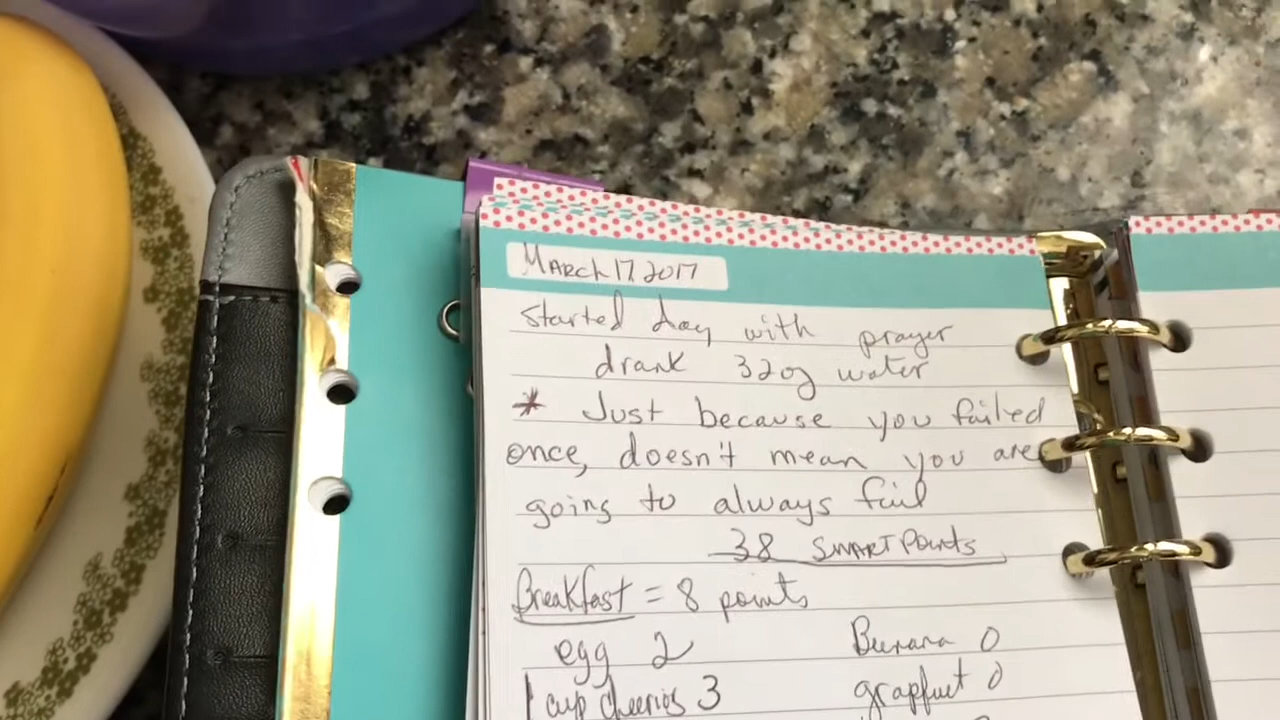 MARCH 17 2017
Started day with prayer
drank 32oz water
* Just because you failed
once, doesn't mean you are
going to always fail
38 SMART POINTS
Breakfast = 8 points
egg 2 Banana 0
1 cup cheerios 3 grapfuet 0